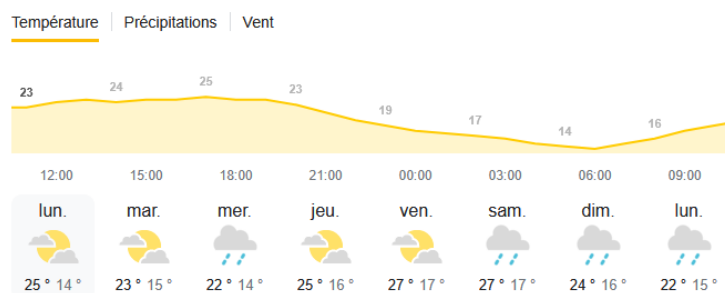 Température Précipitations Vent
23 24 25 23 19 17 14 16
12:00 15:00 18:00 21:00 00:00 03:00 06:00 09:00
lun. mar. mer. jeu. ven. sam. dim. lun.
25 ° 14 ° 23 ° 15 ° 22 ° 14 ° 25 ° 16 ° 27 ° 17 ° 27 ° 17 ° 24 ° 16 ° 22 ° 15 °